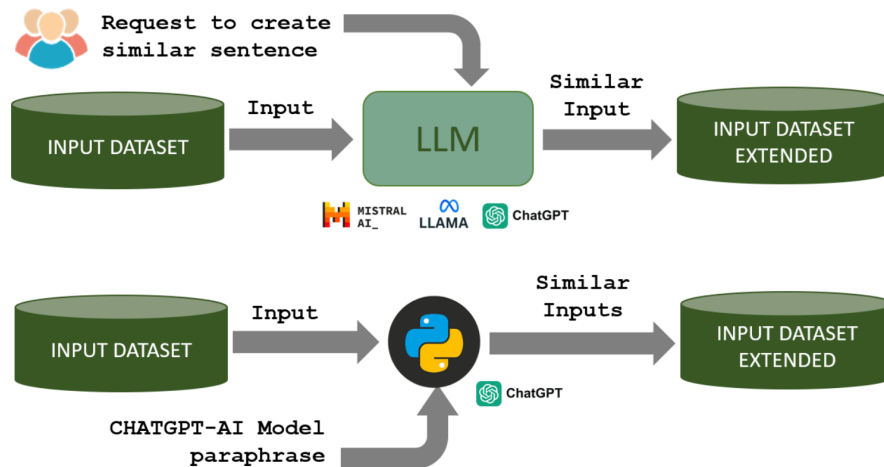 Request to create
similar sentence
Input
Similar
Input
INPUT DATASET
LLM
INPUT DATASET
EXTENDED
MISTRAL
AI_
LLAMA
ChatGPT
Input
Similar
Inputs
INPUT DATASET
INPUT DATASET
EXTENDED
ChatGPT
CHATGPT-AI Model
paraphrase